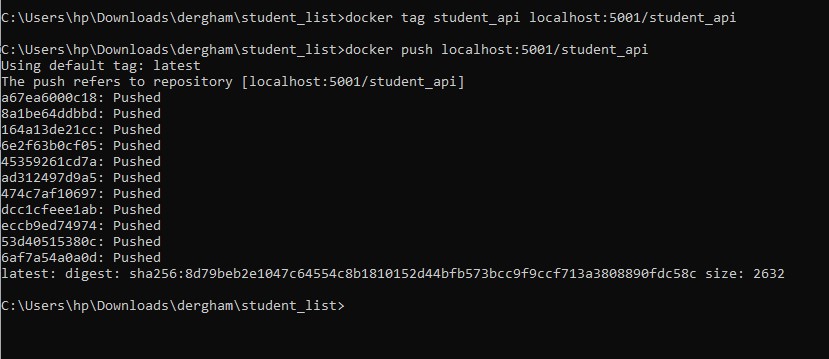 C:\Users\hp\Downloads\dergham\student_list>docker tag student_api localhost:5001/student_api
C:\Users\hp\Downloads\dergham\student_list>docker push localhost:5001/student_api
Using default tag: latest
The push refers to repository [localhost:5001/student_api]
a67ea6000c18: Pushed
8a1be64ddbbd: Pushed
164a13de21cc: Pushed
6e2f63b0cf05: Pushed
45359261cd7a: Pushed
ad312497d9a5: Pushed
474c7af10697: Pushed
dcc1cfeee1ab: Pushed
eccb9ed74974: Pushed
53d40515380c: Pushed
6af7a54a0a0d: Pushed
latest: digest: sha256:8d79beb2e1047c64554c8b1810152d44bfb573bcc9f9ccf713a3808890fdc58c size: 2632
C:\Users\hp\Downloads\dergham\student_list>